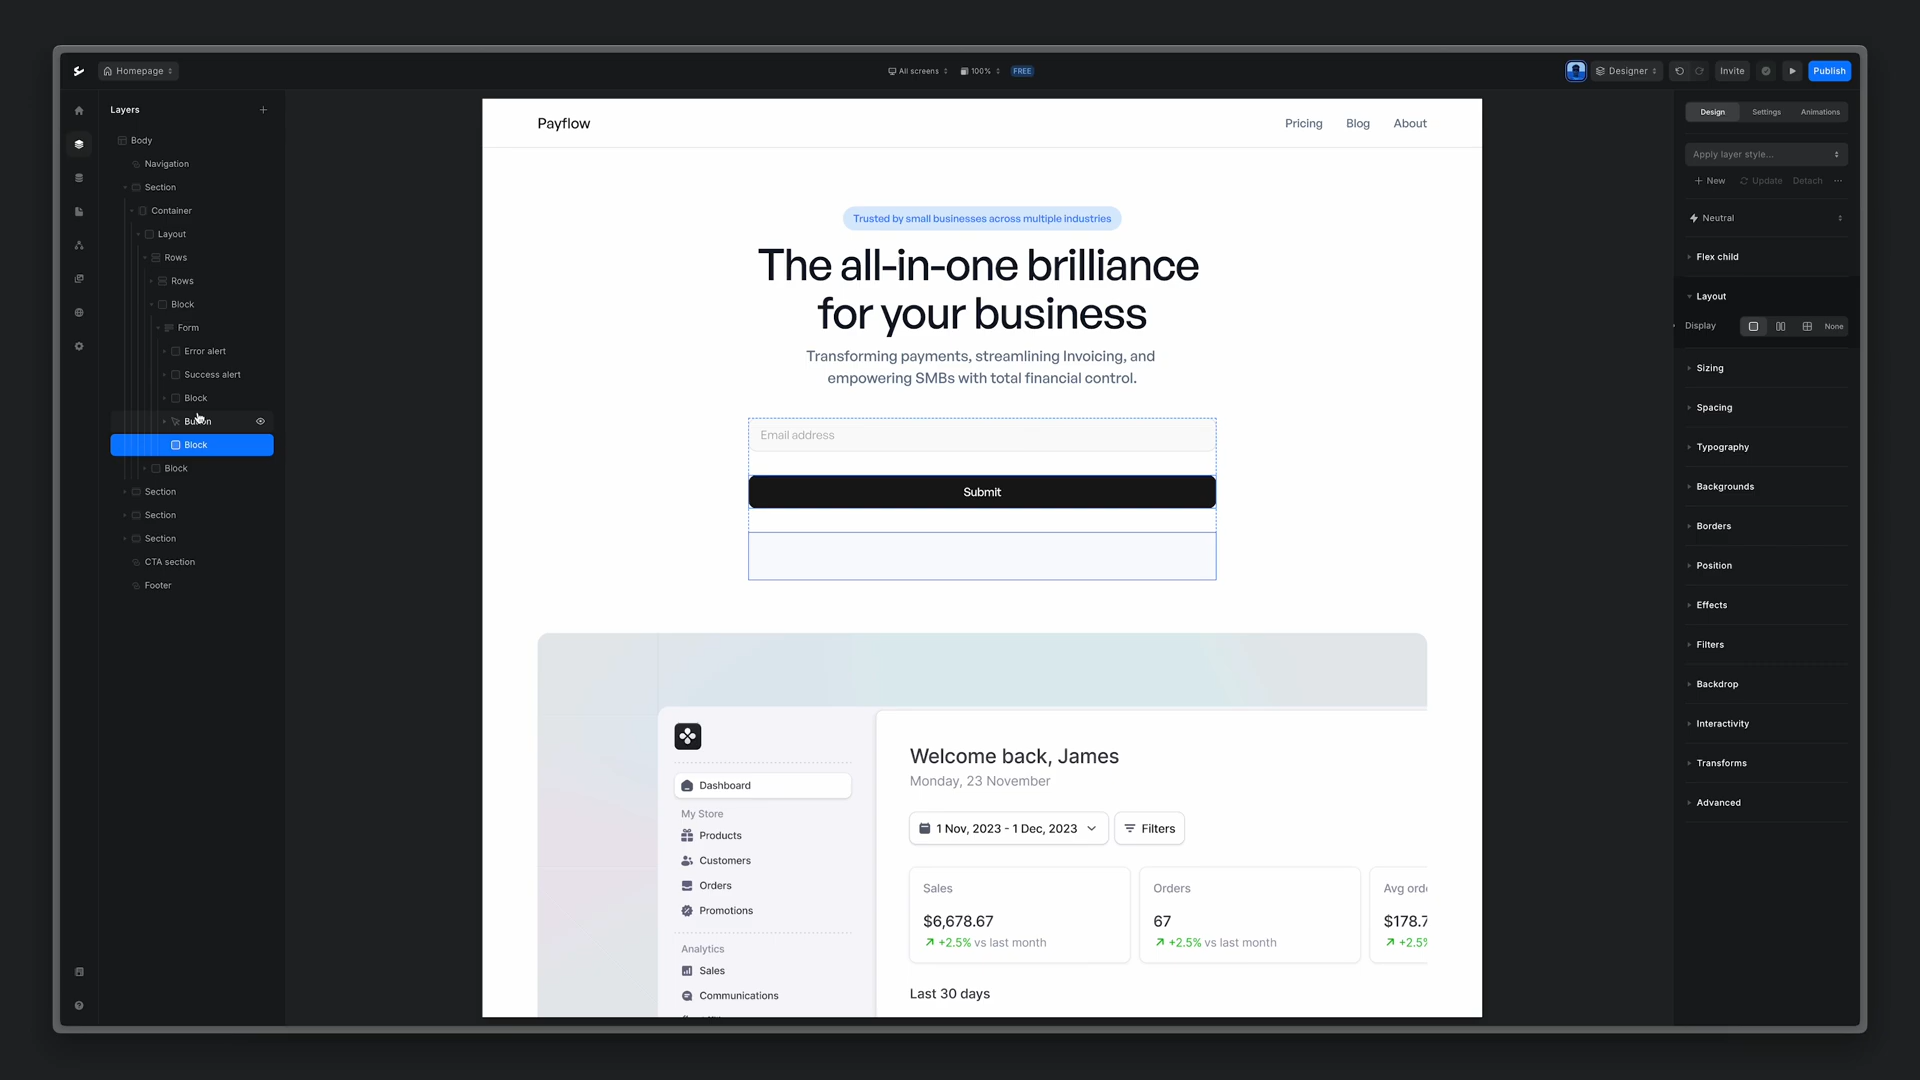 Homepage
All screens
100%
FREE
Designer
Invite
Publish
Layers
Body
Navigation
Section
Container
Layout
Rows
Rows
Block
Form
Error alert
Success alert
Block
Button
Block
Block
Section
Section
Section
CTA section
Footer
Payflow
Pricing
Blog
About
Trusted by small businesses across multiple industries
The all-in-one brilliance
for your business
Transforming payments, streamlining Invoicing, and
empowering SMBs with total financial control.
Email address
Submit
Dashboard
My Store
Products
Customers
Orders
Promotions
Analytics
Sales
Communications
Welcome back, James
Monday, 23 November
1 Nov, 2023 - 1 Dec, 2023
Filters
Sales
$6,678.67
+2.5% vs last month
Orders
67
+2.5% vs last month
Avg
$178.7
+2.5%
Last 30 days
Design
Settings
Animations
Apply layer style...
New
Update
Detach
Neutral
Flex child
Layout
Display
None
Sizing
Spacing
Typography
Backgrounds
Borders
Position
Effects
Filters
Backdrop
Interactivity
Transforms
Advanced